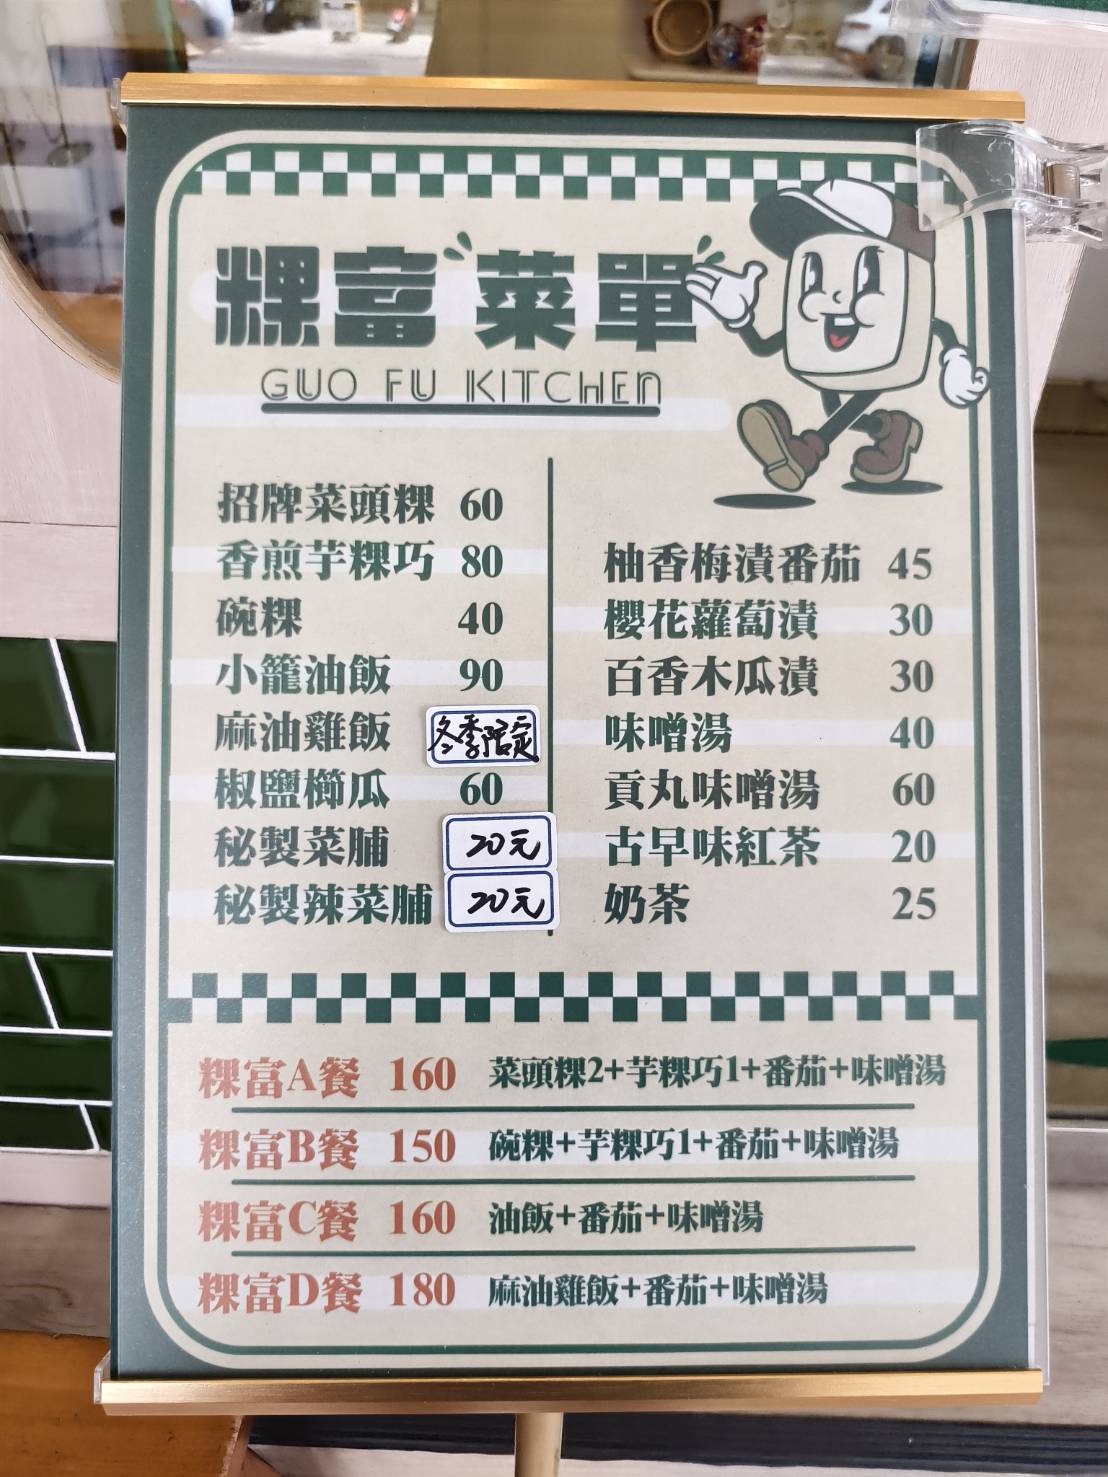 粿富 菜單
GUO FU KITCHEN
招牌菜頭粿 60
香煎芋粿巧 80
碗粿 40
小籠油飯 90
麻油雞飯 冬季限定
椒鹽櫛瓜 60
秘製菜脯 20元
秘製辣菜脯 20元
柚香梅漬番茄 45
櫻花蘿蔔漬 30
百香木瓜漬 30
味噌湯 40
貢丸味噌湯 60
古早味紅茶 20
奶茶 25
粿富A餐 160 菜頭粿2+芋粿巧1+番茄+味噌湯
粿富B餐 150 碗粿+芋粿巧1+番茄+味噌湯
粿富C餐 160 油飯+番茄+味噌湯
粿富D餐 180 麻油雞飯+番茄+味噌湯